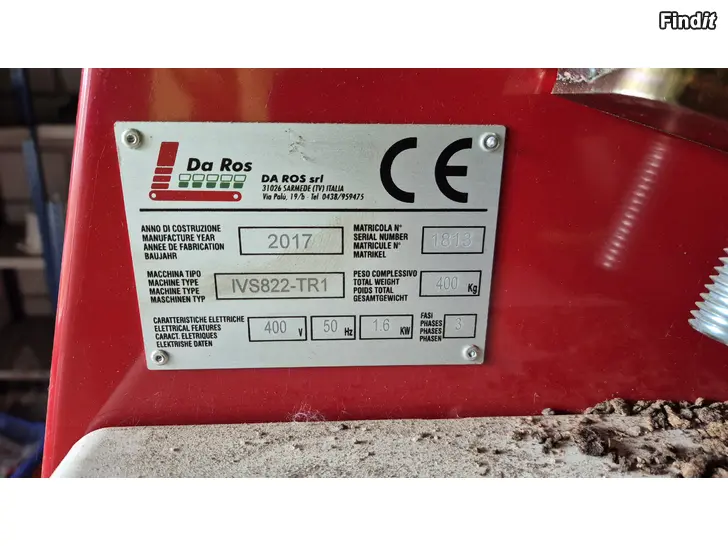 Findit
Da Ros
DA ROS srl
31026 SARMEDE (TV) ITALIA
Via Palù, 19/b - Tel 0438/959475
CE
ANNO DI COSTRUZIONE
MANUFACTURE YEAR
ANNEE DE FABRICATION
BAUJAHR
2017
MATRICOLA N°
SERIAL NUMBER
MATRICULE N°
MATRIKEL
1813
MACCHINA TIPO
MACHINE TYPE
MACHINE TYPE
MASCHINEN TYP
IVS822-TR1
PESO COMPLESSIVO
TOTAL WEIGHT
POIDS TOTAL
GESAMTGEWICHT
400 Kg
CARATTERISTICHE ELETTRICHE
ELETRICAL FEATURES
CARACT. ELETRIQUES
ELEKTRISHE DATEN
400 V
50 Hz
1.6 KW
FASI
PHASES
PHASES
PHASEN
3